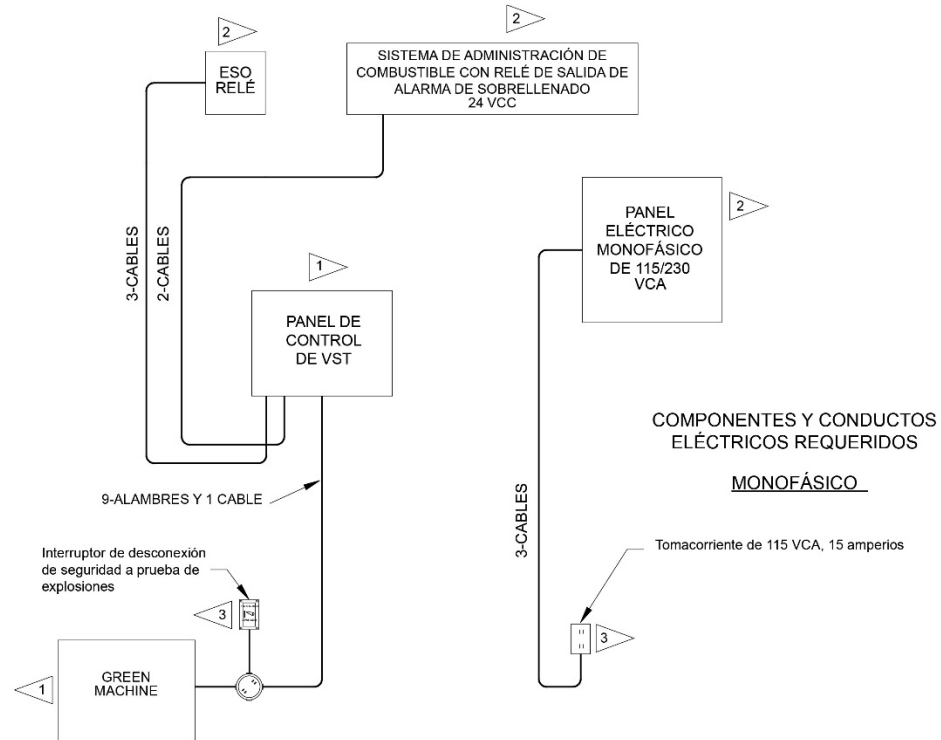 2
2
ESO
RELÉ
SISTEMA DE ADMINISTRACIÓN DE
COMBUSTIBLE CON RELÉ DE SALIDA DE
ALARMA DE SOBRELLENADO
24 VCC
PANEL
ELÉCTRICO
MONOFÁSICO
DE 115/230
VCA
2
3-CABLES
2-CABLES
1
PANEL DE
CONTROL
DE VST
COMPONENTES Y CONDUCTOS
ELÉCTRICOS REQUERIDOS
MONOFÁSICO
9-ALAMBRES Y 1 CABLE
3-CABLES
Tomacorriente de 115 VCA, 15 amperios
Interruptor de desconexión
de seguridad a prueba de
explosiones
3
3
1
GREEN
MACHINE